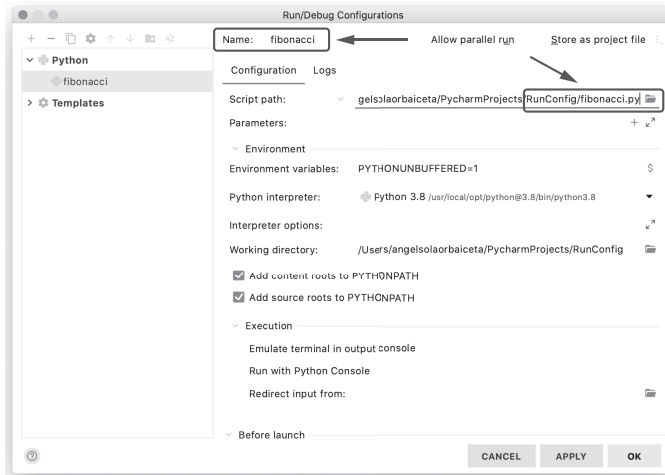 Run/Debug Configurations
Name: fibonacci
Allow parallel run
Store as project file
Python
fibonacci
Templates
Configuration
Logs
Script path: gelsolaorbaiceta/PycharmProjects/RunConfig/fibonacci.py
Parameters:
Environment
Environment variables: PYTHONUNBUFFERED=1
Python interpreter: Python 3.8 /usr/local/opt/python@3.8/bin/python3.8
Interpreter options:
Working directory: /Users/angelsolaorbaiceta/PycharmProjects/RunConfig
Add content roots to PYTHONPATH
Add source roots to PYTHONPATH
Execution
Emulate terminal in output console
Run with Python Console
Redirect input from:
Before launch
CANCEL
APPLY
OK